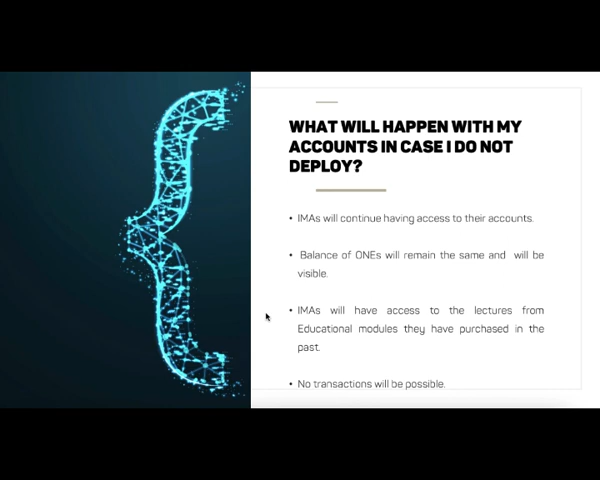 WHAT WILL HAPPEN WITH MY
ACCOUNTS IN CASE I DO NOT
DEPLOY?
• IMAs will continue having access to their accounts.
• Balance of ONEs will remain the same and will be
visible.
• IMAs will have access to the lectures from
Educational modules they have purchased in the
past.
• No transactions will be possible.